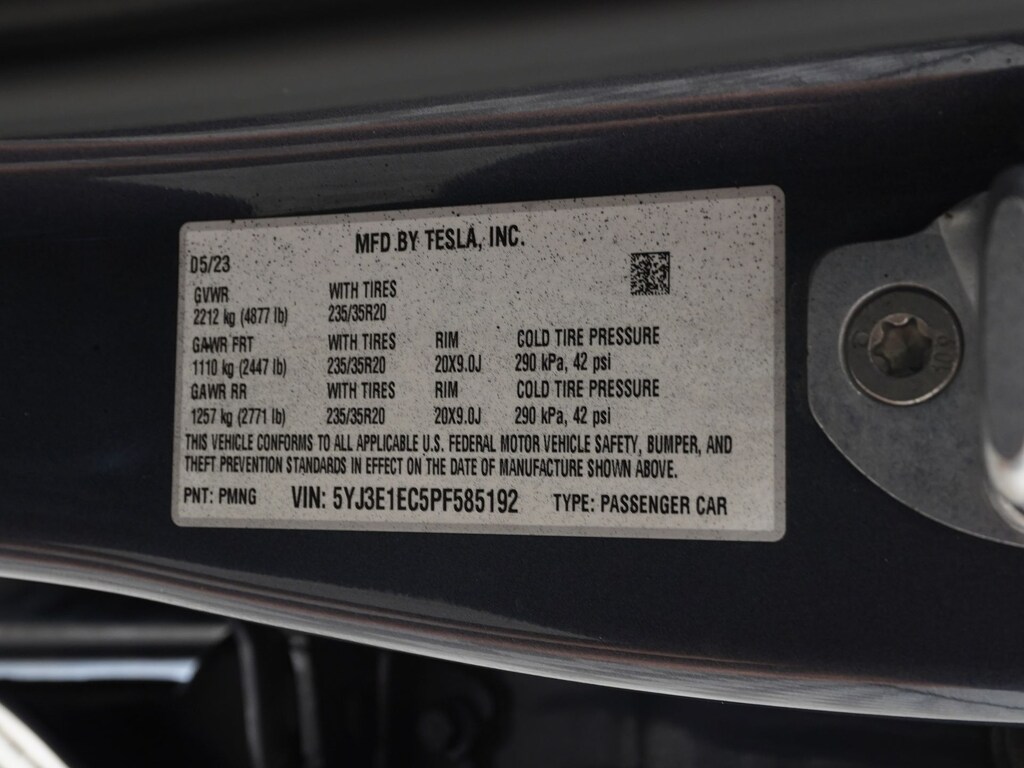 MFD.BY TESLA, INC.
05/23
GVWR WITH TIRES
2212 kg (4877 lb) 235/35R20
GAWR FRT WITH TIRES RIM COLD TIRE PRESSURE
1110 kg (2447 lb) 235/35R20 20X9.0J 290 kPa, 42 psi
GAWR RR WITH TIRES RIM COLD TIRE PRESSURE
1257 kg (2771 lb) 235/35R20 20X9.0J 290 kPa, 42 psi
THIS VEHICLE CONFORMS TO ALL APPLICABLE U.S. FEDERAL MOTOR VEHICLE SAFETY, BUMPER, AND
THEFT PREVENTION STANDARDS IN EFFECT ON THE DATE OF MANUFACTURE SHOWN ABOVE.
PNT: PMNG VIN: 5YJ3E1EC5PF585192 TYPE: PASSENGER CAR